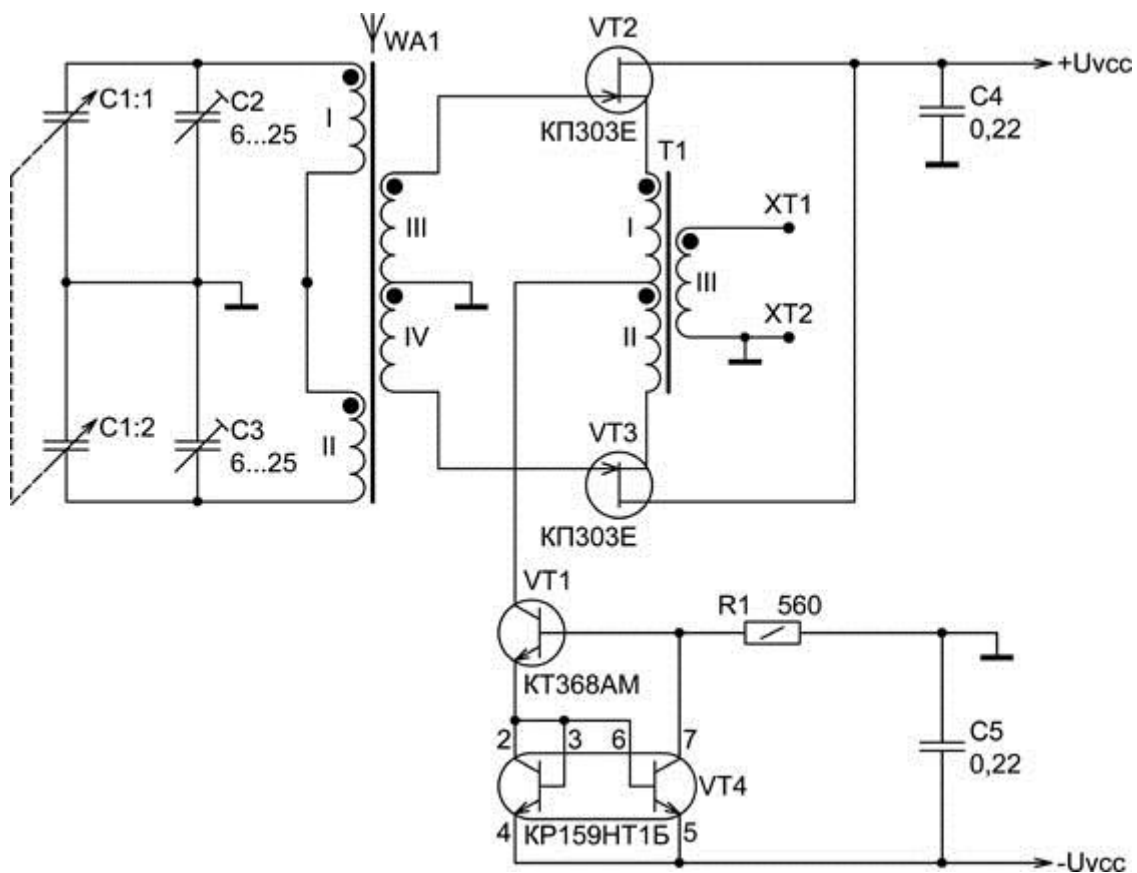 WA1
VT2
C1:1
C2
6...25
I
КП303Е
C4
0,22
+Uvcc
T1
III
I
XT1
III
IV
II
XT2
C1:2
C3
6...25
II
VT3
КП303Е
VT1
R1 560
КТ368АМ
2 3 6 7
C5
0,22
VT4
4 КР159НТ1Б 5
-Uvcc